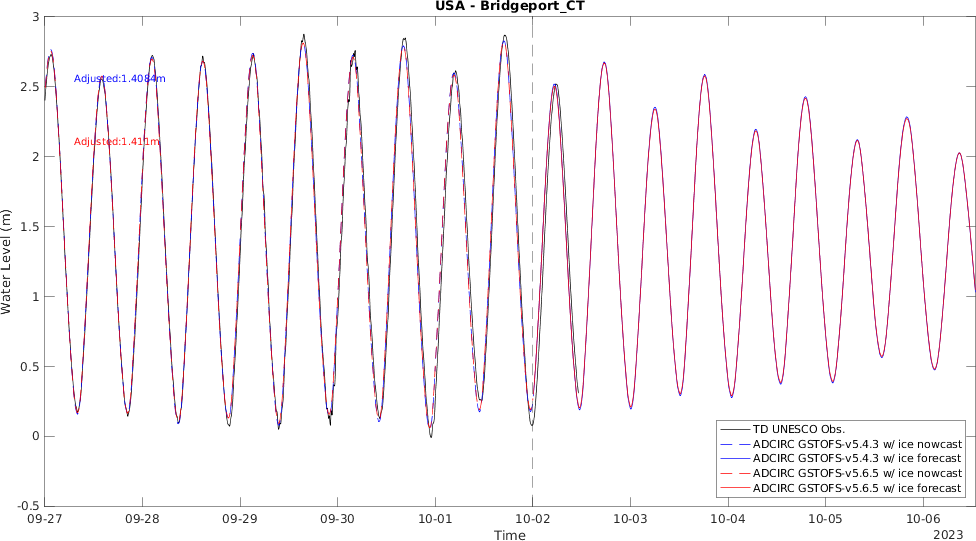 USA - Bridgeport_CT
3
2.5
2
1.5
1
0.5
0
-0.5
Water Level (m)
Adjusted:1.4084m
Adjusted:1.411m
TD UNESCO Obs.
ADCIRC GSTOFS-v5.4.3 w/ ice nowcast
ADCIRC GSTOFS-v5.4.3 w/ ice forecast
ADCIRC GSTOFS-v5.6.5 w/ ice nowcast
ADCIRC GSTOFS-v5.6.5 w/ ice forecast
09-27 09-28 09-29 09-30 10-01 10-02 10-03 10-04 10-05 10-06
Time
2023